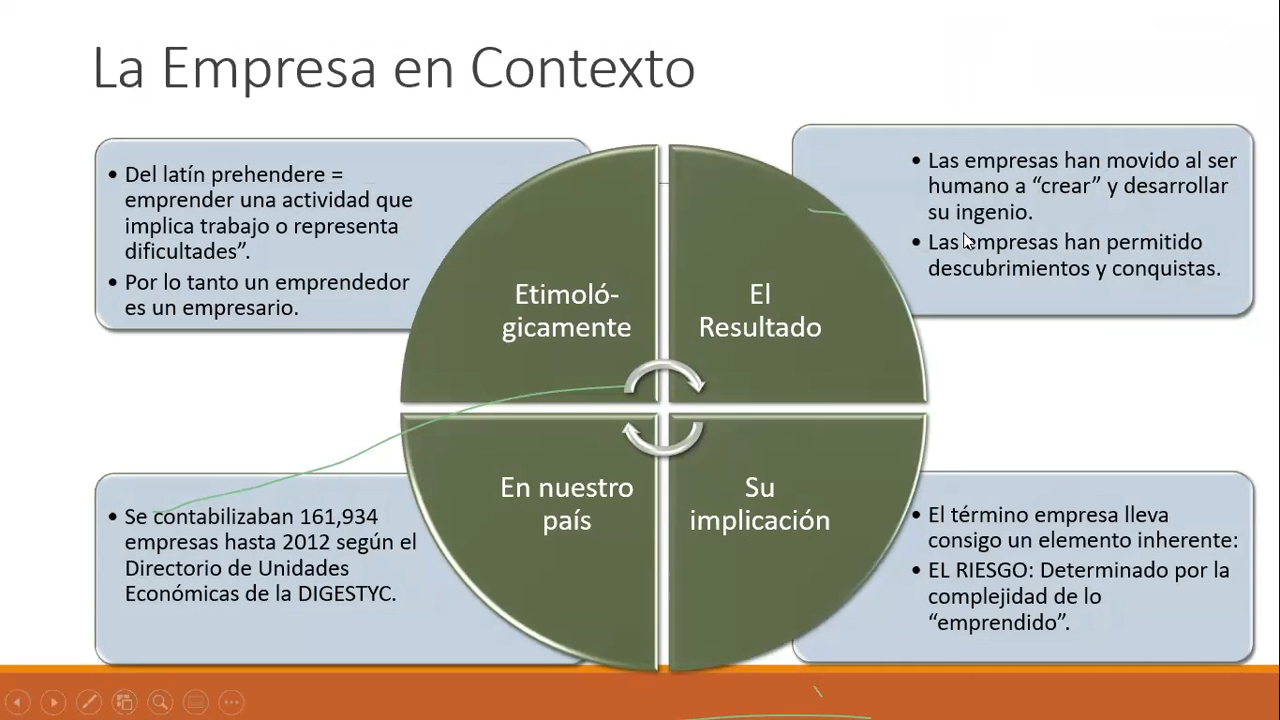 La Empresa en Contexto
• Del latín prehendere =
emprender una actividad que
implica trabajo o representa
dificultades”.
• Por lo tanto un emprendedor
es un empresario.
Etimoló-
gicamente
El
Resultado
• Las empresas han movido al ser
humano a “crear” y desarrollar
su ingenio.
• Las empresas han permitido
descubrimientos y conquistas.
• Se contabilizaban 161,934
empresas hasta 2012 según el
Directorio de Unidades
Económicas de la DIGESTYC.
En nuestro
país
Su
implicación
• El término empresa lleva
consigo un elemento inherente:
• EL RIESGO: Determinado por la
complejidad de lo
“emprendido”.